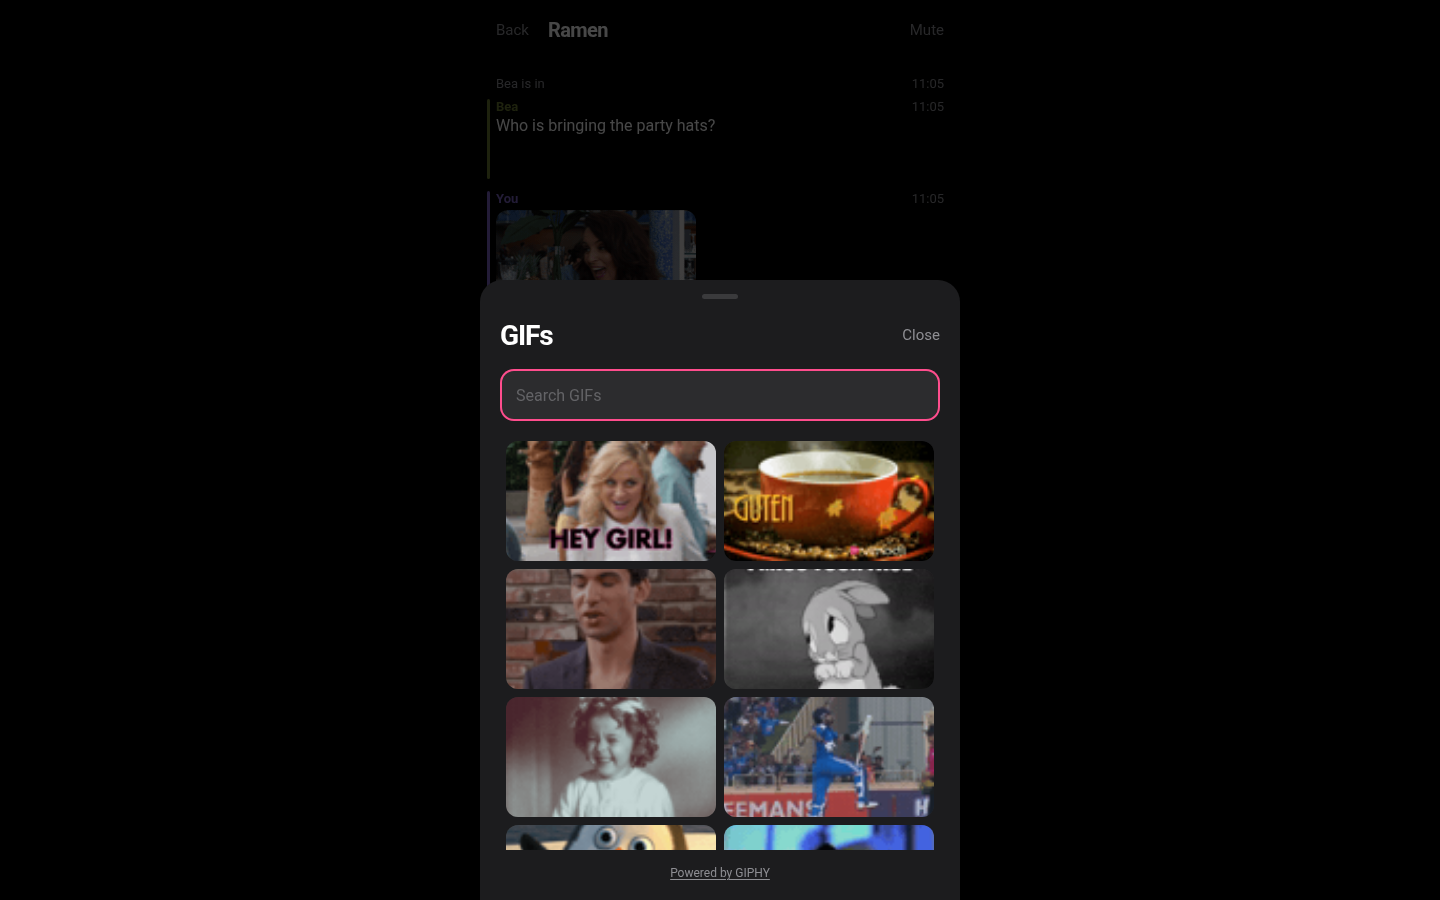 Back
Ramen
Mute
Bea is in
11:05
Bea
11:05
Who is bringing the party hats?
You
11:05
GIFs
Close
Search GIFs
HEY GIRL!
GUTEN
EEMANS
H
Powered by GIPHY